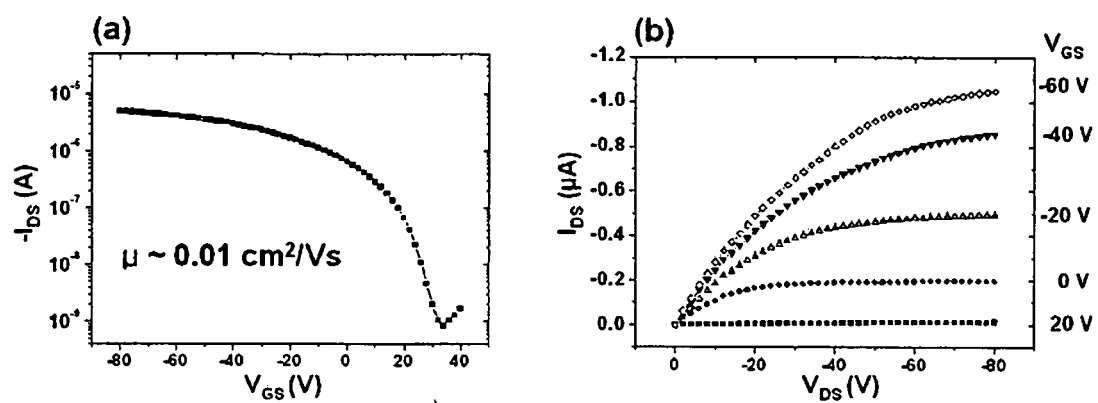 (a)
10⁻⁵
10⁻⁶
10⁻⁷
10⁻⁸
10⁻⁹
-I_DS (A)
μ ~ 0.01 cm²/Vs
-80 -60 -40 -20 0 20 40
V_GS (V)
(b)
V_GS
-1.2
-1.0
-0.8
-0.6
-0.4
-0.2
0.0
I_DS (μA)
-60 V
-40 V
-20 V
0 V
20 V
0 -20 -40 -60 -80
V_DS (V)